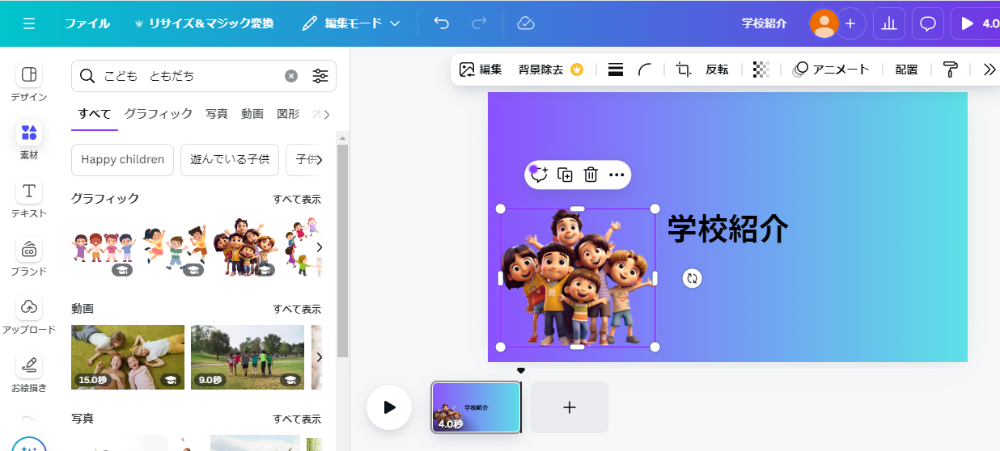 ファイル
リサイズ&マジック変換
編集モード
学校紹介
4.0
デザイン
素材
テキスト
ブランド
アップロード
お絵描き
こども ともだち
すべて
グラフィック
写真
動画
図形
Happy children
遊んでいる子供
子供
グラフィック
すべて表示
動画
すべて表示
15.0秒
9.0秒
写真
すべて表示
編集
背景除去
反転
アニメート
配置
学校紹介
学校紹介
4.0秒